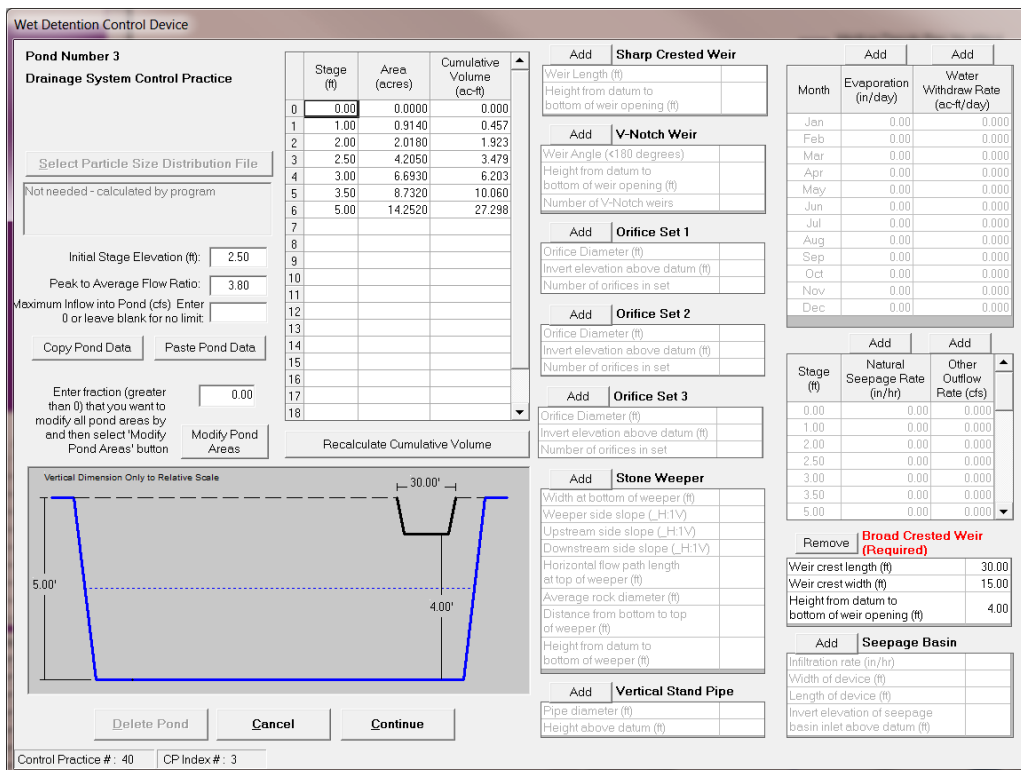 Wet Detention Control Device
Pond Number 3
Drainage System Control Practice
Select Particle Size Distribution File
Not needed - calculated by program
Initial Stage Elevation (ft): 2.50
Peak to Average Flow Ratio: 3.80
Maximum Inflow into Pond (cfs) Enter
0 or leave blank for no limit:
Copy Pond Data Paste Pond Data
Enter fraction (greater
than 0) that you want to
modify all pond areas by
and then select 'Modify
Pond Areas' button
0.00
Modify Pond
Areas
Stage
(ft)
Area
(acres)
Cumulative
Volume
(ac-ft)
0 0.00 0.0000 0.000
1 1.00 0.9140 0.457
2 2.00 2.0180 1.923
3 2.50 4.2050 3.479
4 3.00 6.6930 6.203
5 3.50 8.7320 10.060
6 5.00 14.2520 27.298
7
8
9
10
11
12
13
14
15
16
17
18
Recalculate Cumulative Volume
Vertical Dimension Only to Relative Scale
30.00'
5.00'
4.00'
Delete Pond Cancel Continue
Control Practice # : 40 CP Index # : 3
Add Sharp Crested Weir
Weir Length (ft)
Height from datum to
bottom of weir opening (ft)
Add V-Notch Weir
Weir Angle (<180 degrees)
Height from datum to
bottom of weir opening (ft)
Number of V-Notch weirs
Add Orifice Set 1
Orifice Diameter (ft)
Invert elevation above datum (ft)
Number of orifices in set
Add Orifice Set 2
Orifice Diameter (ft)
Invert elevation above datum (ft)
Number of orifices in set
Add Orifice Set 3
Orifice Diameter (ft)
Invert elevation above datum (ft)
Number of orifices in set
Add Stone Weeper
Width at bottom of weeper (ft)
Weeper side slope (_H:1V)
Upstream side slope (_H:1V)
Downstream side slope (_H:1V)
Horizontal flow path length
at top of weeper (ft)
Average rock diameter (ft)
Distance from bottom to top
of weeper (ft)
Height from datum to
bottom of weeper (ft)
Add Vertical Stand Pipe
Pipe diameter (ft)
Height above datum (ft)
Add Add
Month
Evaporation
(in/day)
Water
Withdraw Rate
(ac-ft/day)
Jan 0.00 0.000
Feb 0.00 0.000
Mar 0.00 0.000
Apr 0.00 0.000
May 0.00 0.000
Jun 0.00 0.000
Jul 0.00 0.000
Aug 0.00 0.000
Sep 0.00 0.000
Oct 0.00 0.000
Nov 0.00 0.000
Dec 0.00 0.000
Add Add
Stage
(ft)
Natural
Seepage Rate
(in/hr)
Other
Outflow
Rate (cfs)
0.00 0.00 0.000
1.00 0.00 0.000
2.00 0.00 0.000
2.50 0.00 0.000
3.00 0.00 0.000
3.50 0.00 0.000
5.00 0.00 0.000
Remove Broad Crested Weir
(Required)
Weir crest length (ft) 30.00
Weir crest width (ft) 15.00
Height from datum to
bottom of weir opening (ft) 4.00
Add Seepage Basin
Infiltration rate (in/hr)
Width of device (ft)
Length of device (ft)
Invert elevation of seepage
basin inlet above datum (ft)